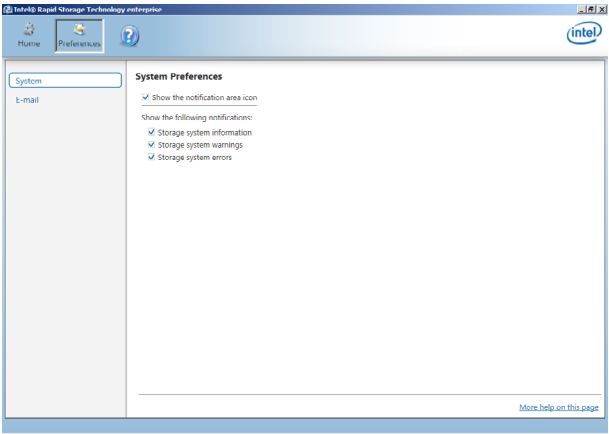 Intel® Rapid Storage Technology enterprise
Home
Preferences
?
intel
System
E-mail
System Preferences
Show the notification area icon
Show the following notifications:
Storage system information
Storage system warnings
Storage system errors
More help on this page